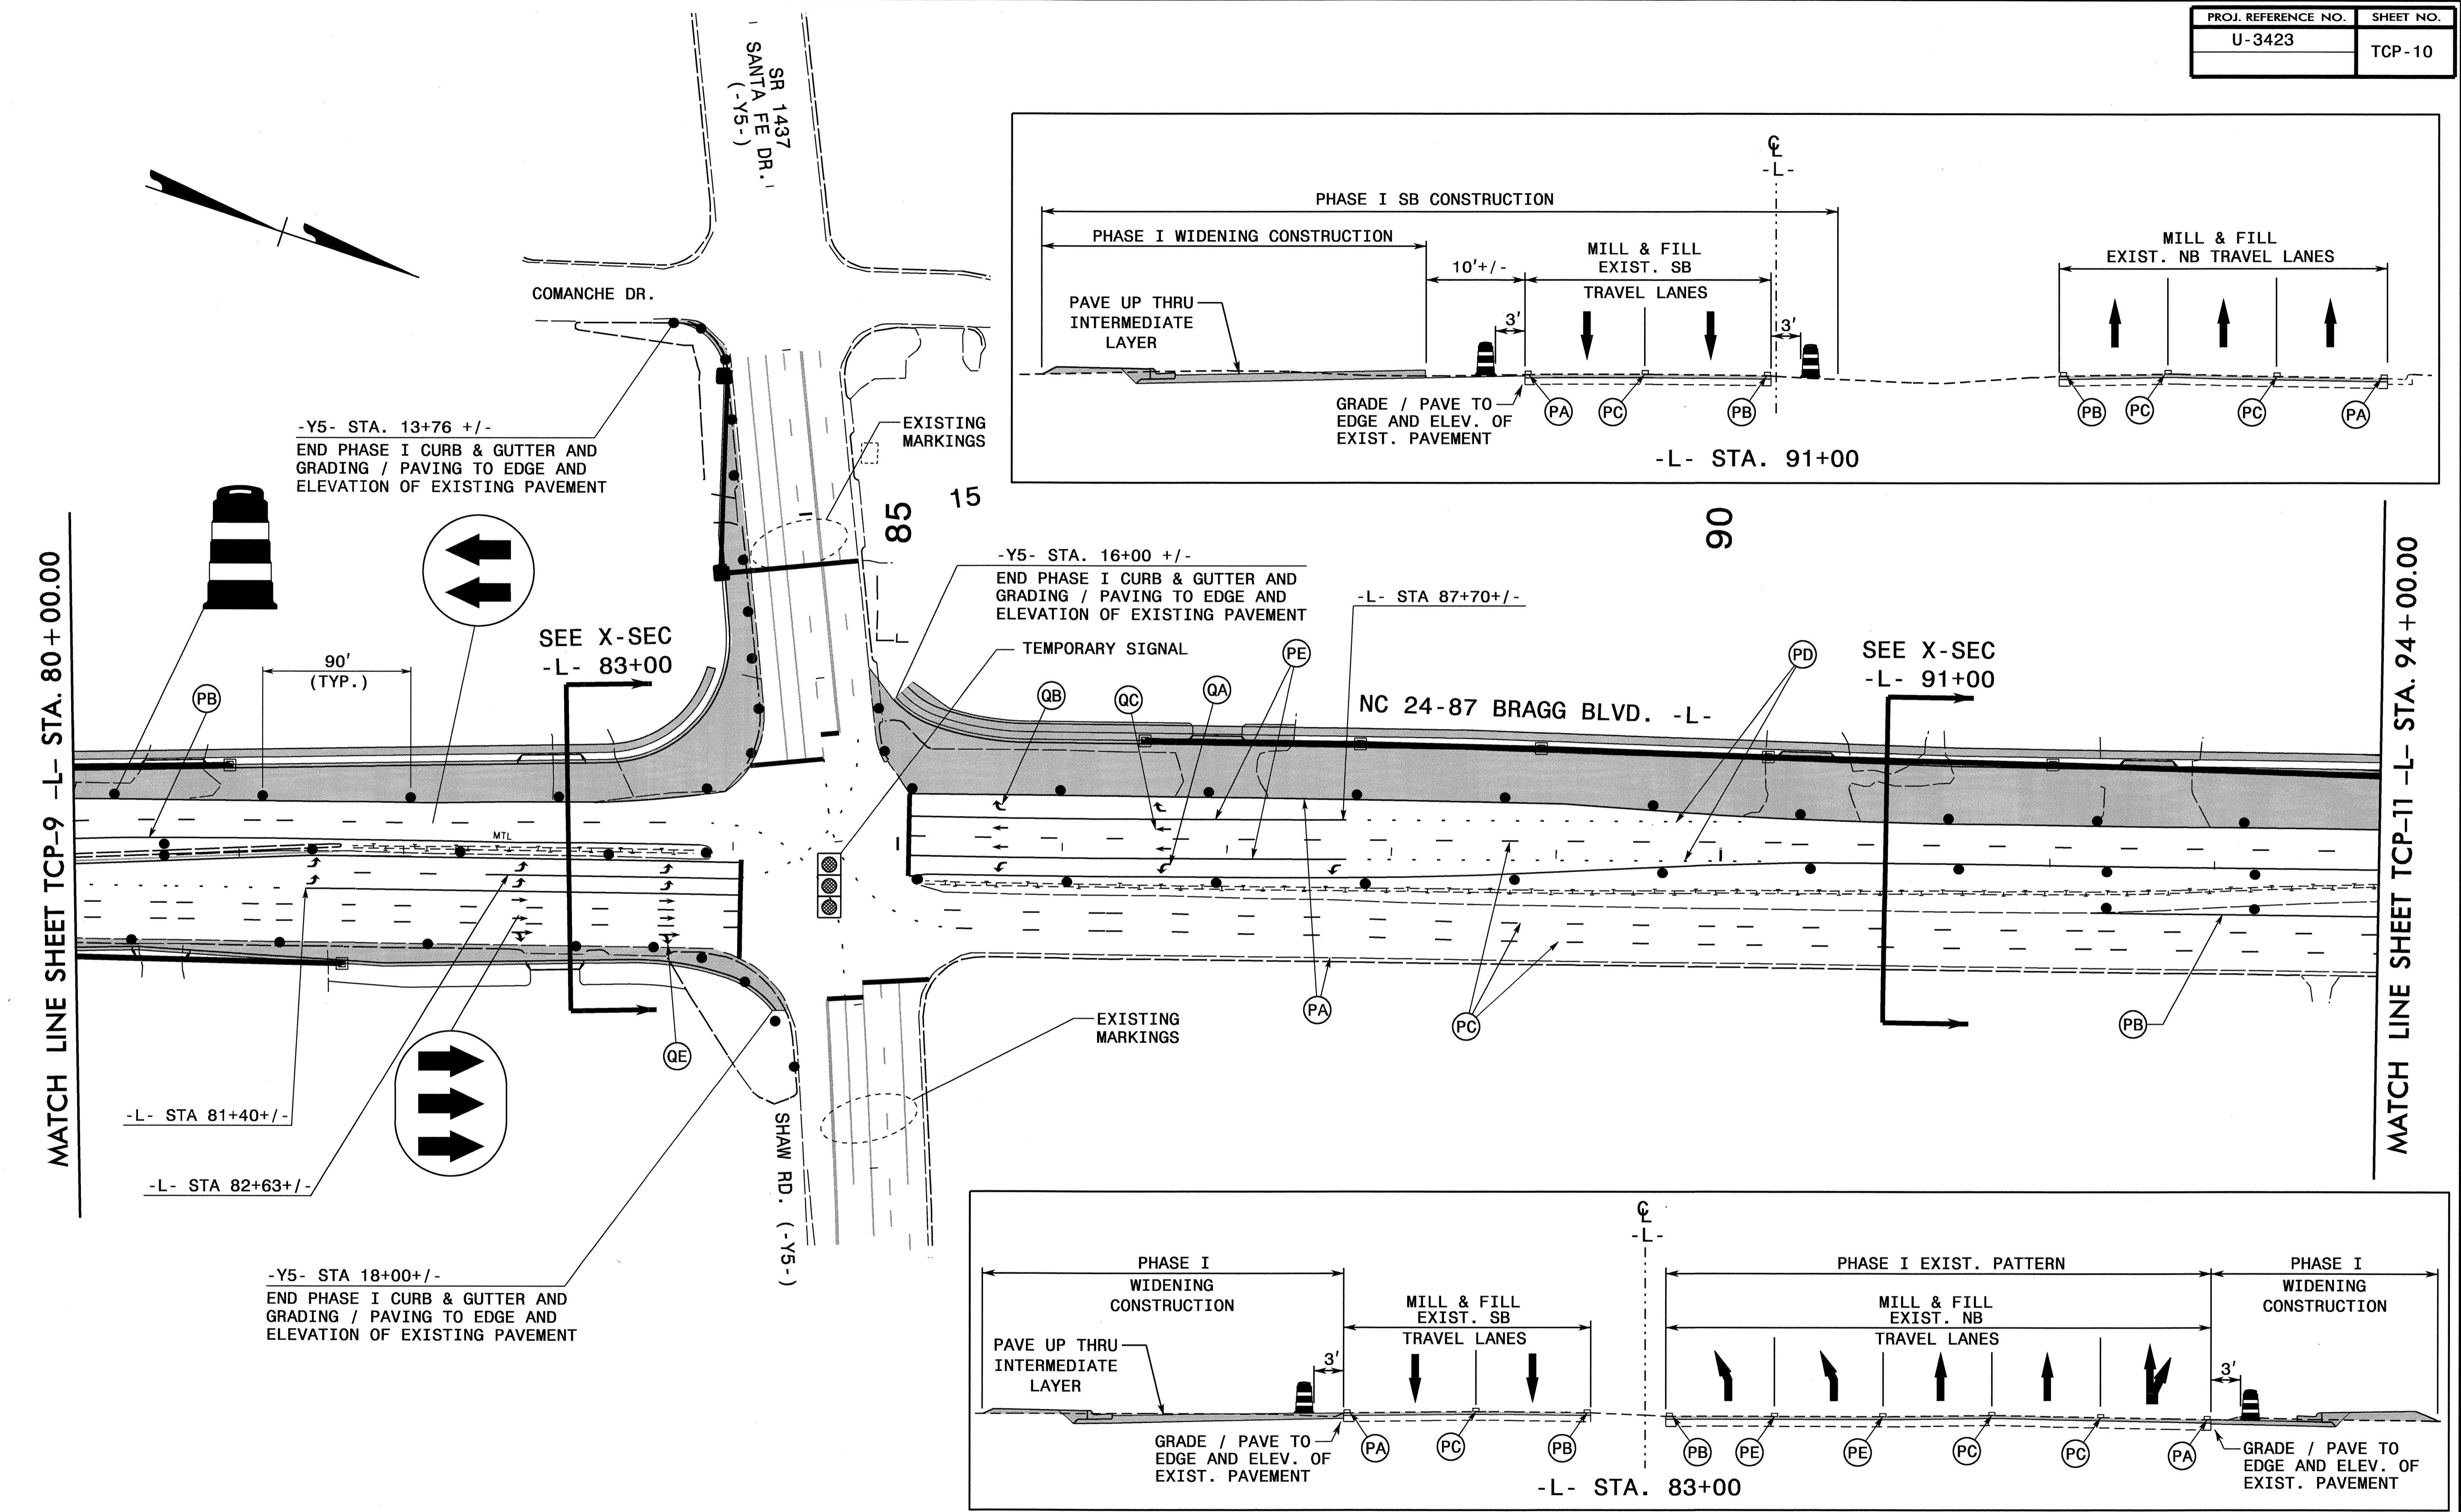 PROJ. REFERENCE NO.
SHEET NO.
U-3423
TCP-10
SR 1437
SANTA FE DR.
(-Y5-)
COMANCHE DR.
℄
-L-
PHASE I SB CONSTRUCTION
PHASE I WIDENING CONSTRUCTION
10'+/-
MILL & FILL
EXIST. SB
TRAVEL LANES
MILL & FILL
EXIST. NB TRAVEL LANES
PAVE UP THRU
INTERMEDIATE
LAYER
3'
3'
GRADE / PAVE TO
EDGE AND ELEV. OF
EXIST. PAVEMENT
PA
PC
PB
PB
PC
PC
PA
-L- STA. 91+00
-Y5- STA. 13+76 +/-
END PHASE I CURB & GUTTER AND
GRADING / PAVING TO EDGE AND
ELEVATION OF EXISTING PAVEMENT
EXISTING
MARKINGS
85
15
90
-Y5- STA. 16+00 +/-
END PHASE I CURB & GUTTER AND
GRADING / PAVING TO EDGE AND
ELEVATION OF EXISTING PAVEMENT
-L- STA 87+70+/-
TEMPORARY SIGNAL
SEE X-SEC
-L- 83+00
SEE X-SEC
-L- 91+00
90'
(TYP.)
PB
QB
QC
QA
PE
PD
NC 24-87 BRAGG BLVD. -L-
MTL
MATCH LINE SHEET TCP-9 -L- STA. 80+00.00
MATCH LINE SHEET TCP-11 -L- STA. 94+00.00
QE
PA
PC
PB
EXISTING
MARKINGS
-L- STA 81+40+/-
-L- STA 82+63+/-
SHAW RD. (-Y5-)
-Y5- STA 18+00+/-
END PHASE I CURB & GUTTER AND
GRADING / PAVING TO EDGE AND
ELEVATION OF EXISTING PAVEMENT
℄
-L-
PHASE I
WIDENING
CONSTRUCTION
PHASE I EXIST. PATTERN
PHASE I
WIDENING
CONSTRUCTION
MILL & FILL
EXIST. SB
TRAVEL LANES
MILL & FILL
EXIST. NB
TRAVEL LANES
PAVE UP THRU
INTERMEDIATE
LAYER
3'
3'
GRADE / PAVE TO
EDGE AND ELEV. OF
EXIST. PAVEMENT
PA
PC
PB
PB
PE
PE
PC
PC
PA
GRADE / PAVE TO
EDGE AND ELEV. OF
EXIST. PAVEMENT
-L- STA. 83+00